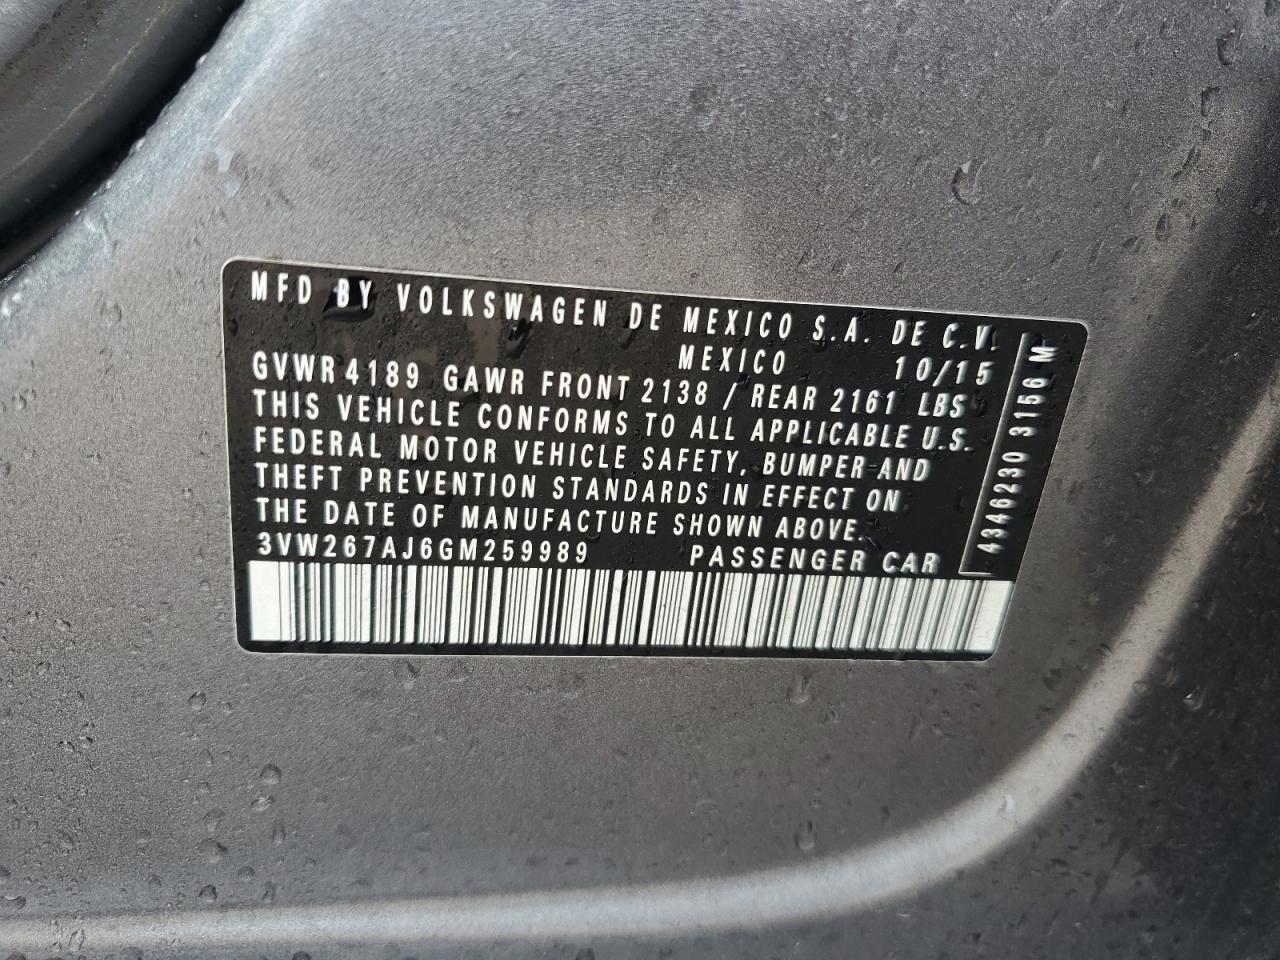 MFD BY VOLKSWAGEN DE MEXICO S.A. DE C.V.
MEXICO 10/15
GVWR 4189 GAWR FRONT 2138 / REAR 2161 LBS
THIS VEHICLE CONFORMS TO ALL APPLICABLE U.S.
FEDERAL MOTOR VEHICLE SAFETY, BUMPER AND
THEFT PREVENTION STANDARDS IN EFFECT ON
THE DATE OF MANUFACTURE SHOWN ABOVE.
3VW267AJ6GM259989 PASSENGER CAR
4346230 3166 M